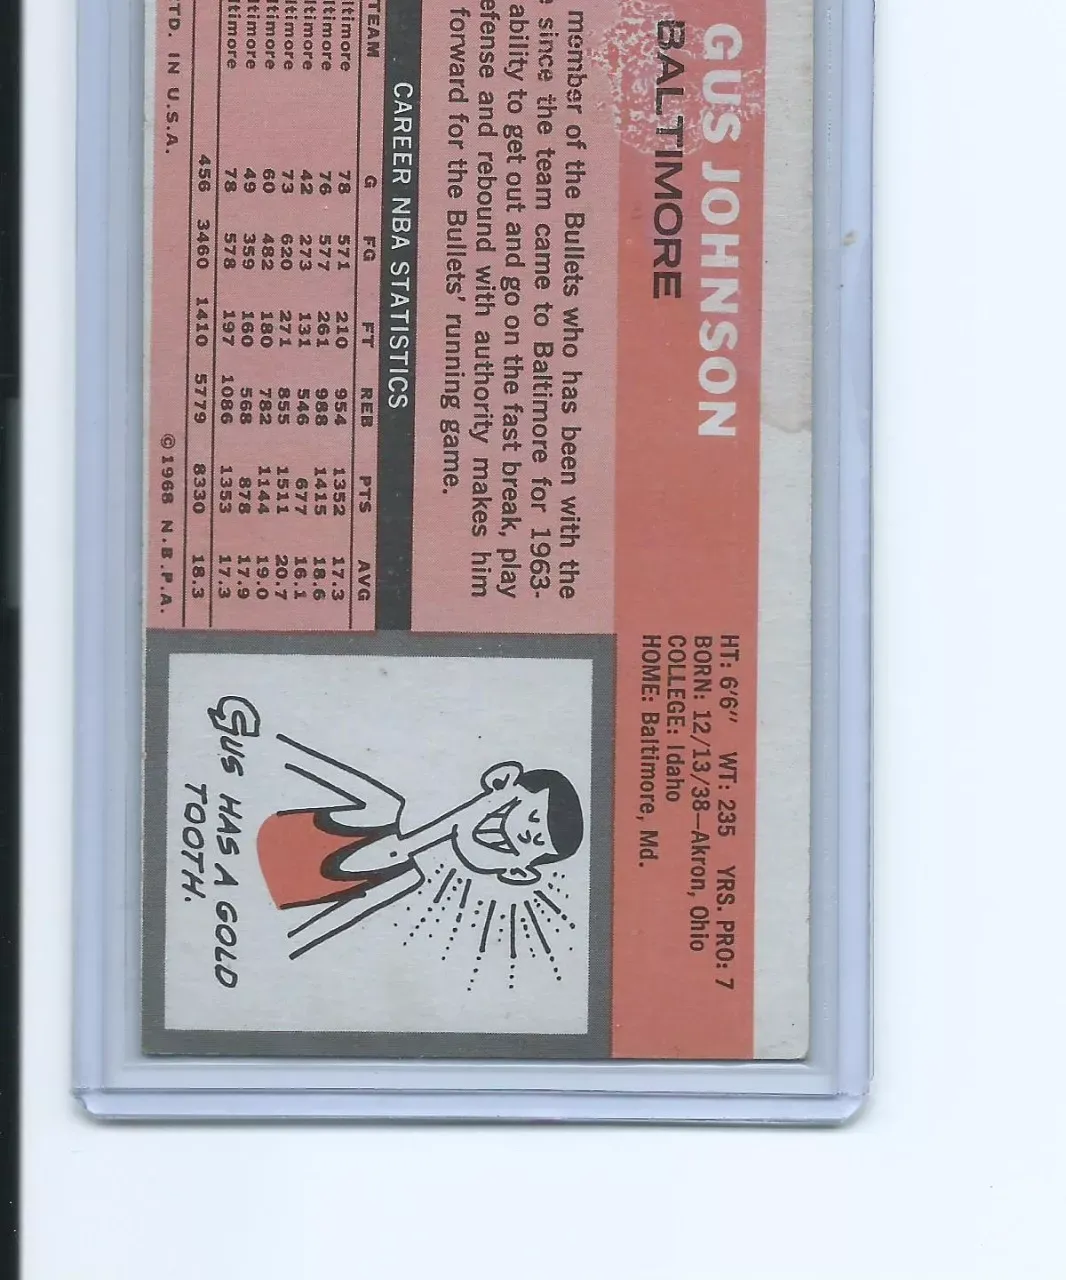 GUS JOHNSON
BALTIMORE
HT: 6'6" WT: 235 YRS. PRO: 7
BORN: 12/13/38—Akron, Ohio
COLLEGE: Idaho
HOME: Baltimore, Md.
member of the Bullets who has been with the
since the team came to Baltimore for 1963-
ability to get out and go on the fast break, play
efense and rebound with authority makes him
forward for the Bullets' running game.
CAREER NBA STATISTICS
TEAM G FG FT REB PTS AVG
ltimore 78 571 210 954 1352 17.3
ltimore 76 577 261 988 1415 18.6
ltimore 42 273 131 546 677 16.1
ltimore 73 620 271 855 1511 20.7
ltimore 60 482 180 782 1144 19.0
ltimore 49 359 160 568 878 17.9
ltimore 78 578 197 1086 1353 17.3
456 3460 1410 5779 8330 18.3
TD. IN U.S.A. ©1968 N.B.P.A.
GUS HAS A GOLD
TOOTH.